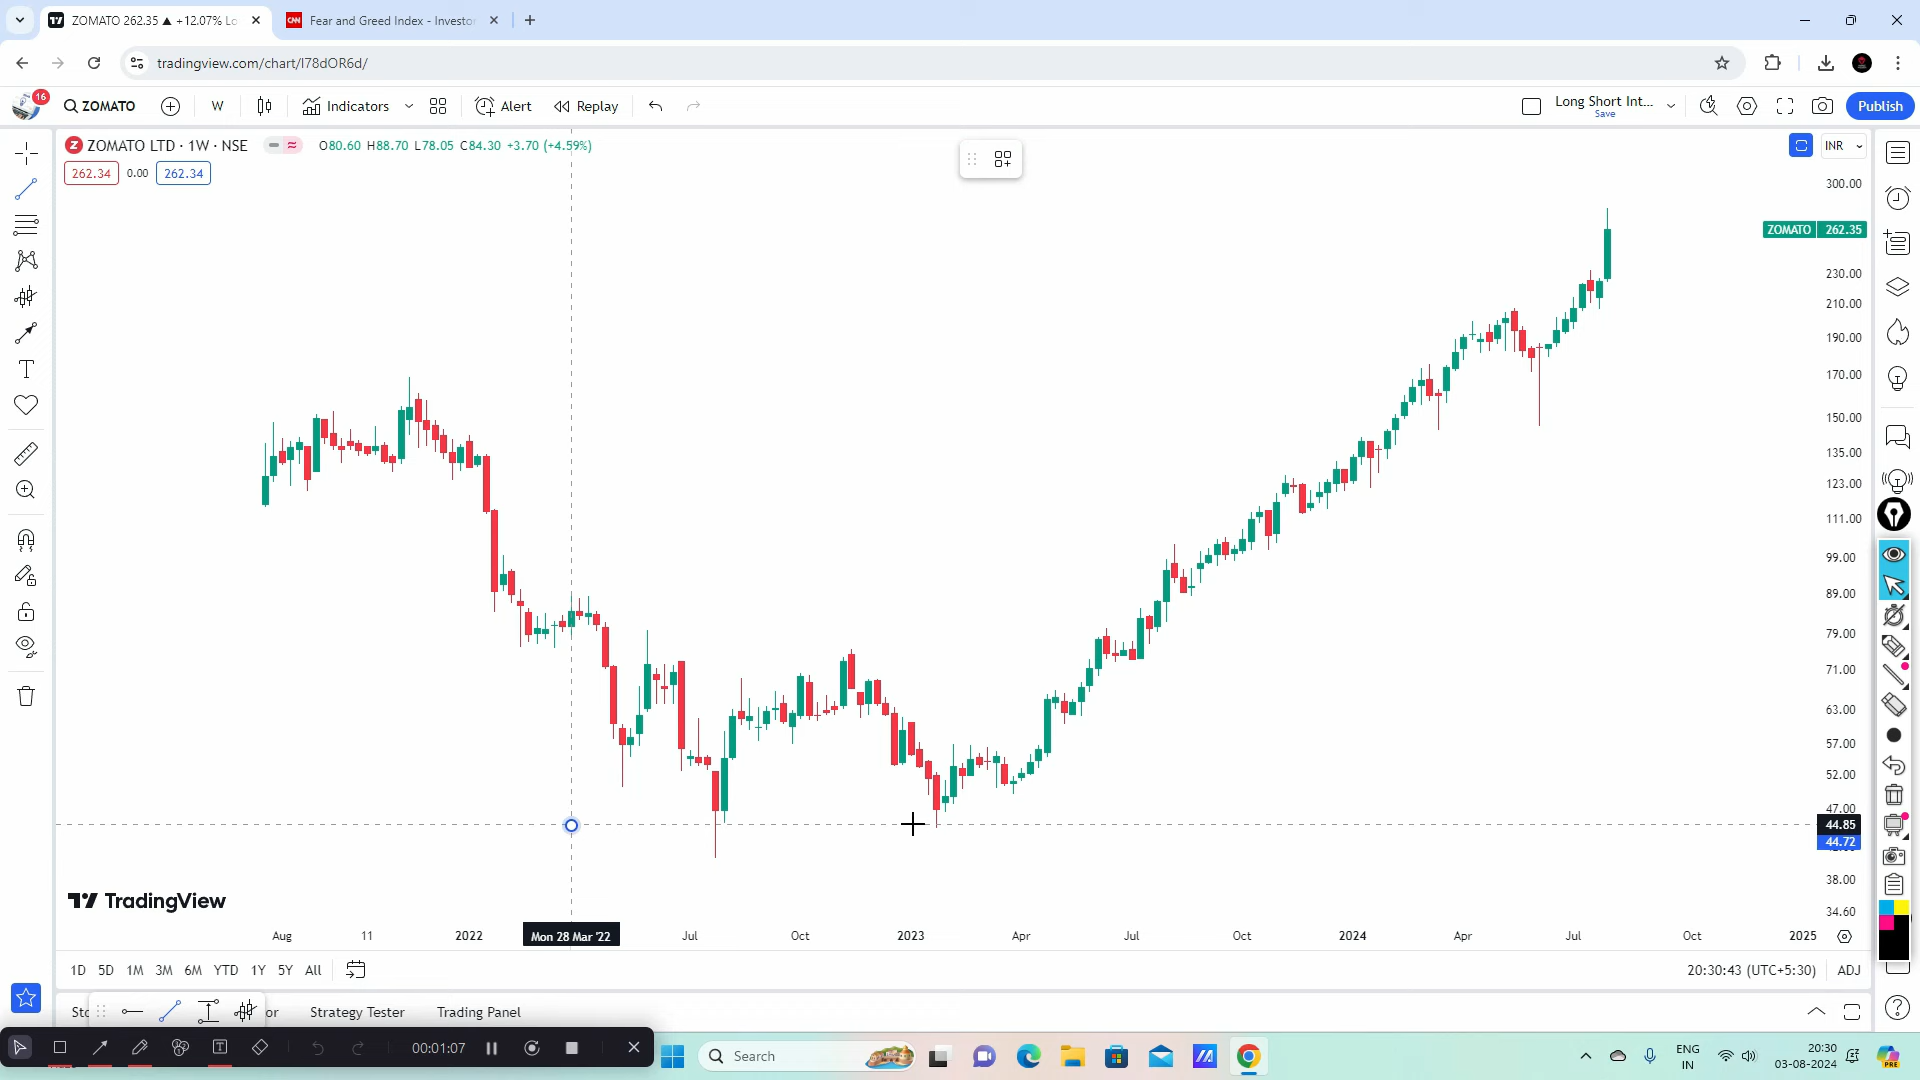 ZOMATO 262.35 ▲ +12.07% Lo
CNN Fear and Greed Index - Investo
tradingview.com/chart/I78dOR6d/
16
ZOMATO
W
Indicators
Alert
Replay
Long Short Int...
Save
Publish
Z ZOMATO LTD · 1W · NSE
O80.60 H88.70 L78.05 C84.30 +3.70 (+4.59%)
INR
262.34 0.00 262.34
300.00
ZOMATO 262.35
230.00
210.00
190.00
170.00
150.00
135.00
123.00
111.00
99.00
89.00
79.00
71.00
63.00
57.00
52.00
47.00
44.85
44.72
38.00
34.60
TradingView
Aug 11 2022 Mon 28 Mar '22 Jul Oct 2023 Apr Jul Oct 2024 Apr Jul Oct 2025
1D 5D 1M 3M 6M YTD 1Y 5Y All
20:30:43 (UTC+5:30) ADJ
Sto or Strategy Tester Trading Panel
00:01:07
Search
ENG
IN
20:30
03-08-2024
PRE